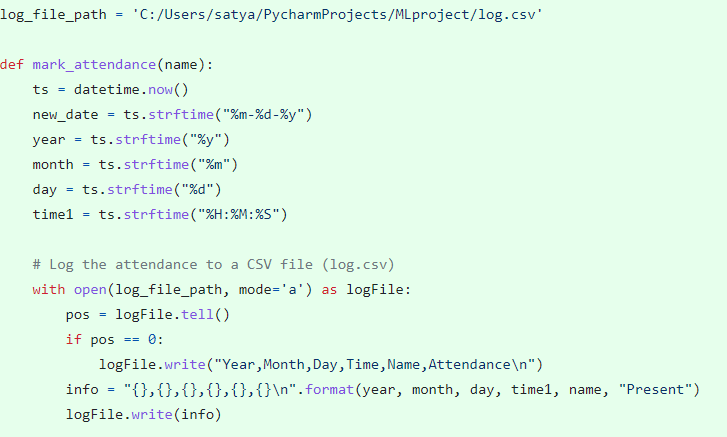 log_file_path = 'C:/Users/satya/PycharmProjects/MLproject/log.csv'
def mark_attendance(name):
    ts = datetime.now()
    new_date = ts.strftime("%m-%d-%y")
    year = ts.strftime("%y")
    month = ts.strftime("%m")
    day = ts.strftime("%d")
    time1 = ts.strftime("%H:%M:%S")
    # Log the attendance to a CSV file (log.csv)
    with open(log_file_path, mode='a') as logFile:
        pos = logFile.tell()
        if pos == 0:
            logFile.write("Year,Month,Day,Time,Name,Attendance\n")
        info = "{},{},{},{},{},{}\n".format(year, month, day, time1, name, "Present")
        logFile.write(info)